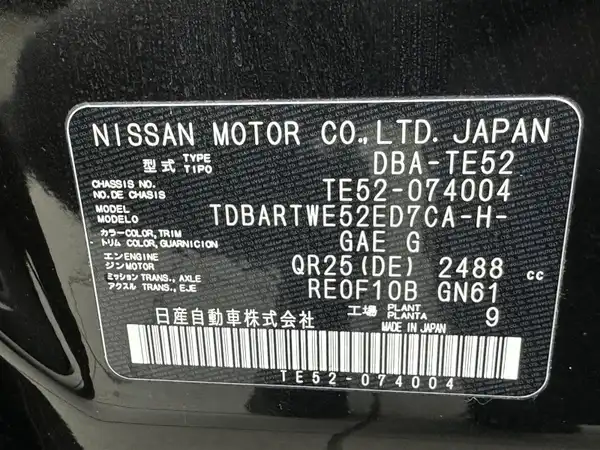 NISSAN MOTOR CO.,LTD. JAPAN
型式 TYPE TIPO DBA-TE52
CHASSIS NO. NO.DE CHASIS TE52-074004
MODEL MODELO TDBARTWE52ED7CA-H-
カラー COLOR,TRIM トリム COLOR,GUARNICION GAE G
エンジン ENGINE MOTOR QR25(DE) 2488 cc
ミッション TRANS., AXLE アクスル TRANS., EJE RE0F10B GN61
日産自動車株式会社 工場 PLANT PLANTA 9
MADE IN JAPAN
TE52-074004